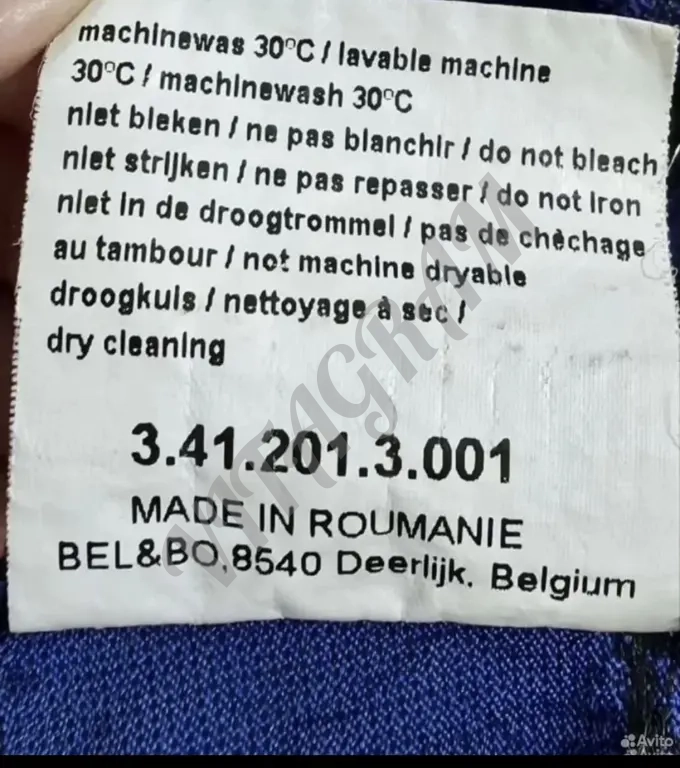 machinewas 30°C / lavable machine
30°C / machinewash 30°C
niet bleken / ne pas blanchir / do not bleach
niet strijken / ne pas repasser / do not iron
niet in de droogtrommel / pas de chèchage
au tambour / not machine dryable
droogkuis / nettoyage à sec /
dry cleaning
3.41.201.3.001
MADE IN ROUMANIE
BEL&BO,8540 Deerlijk. Belgium
VITAGRAM
Avito